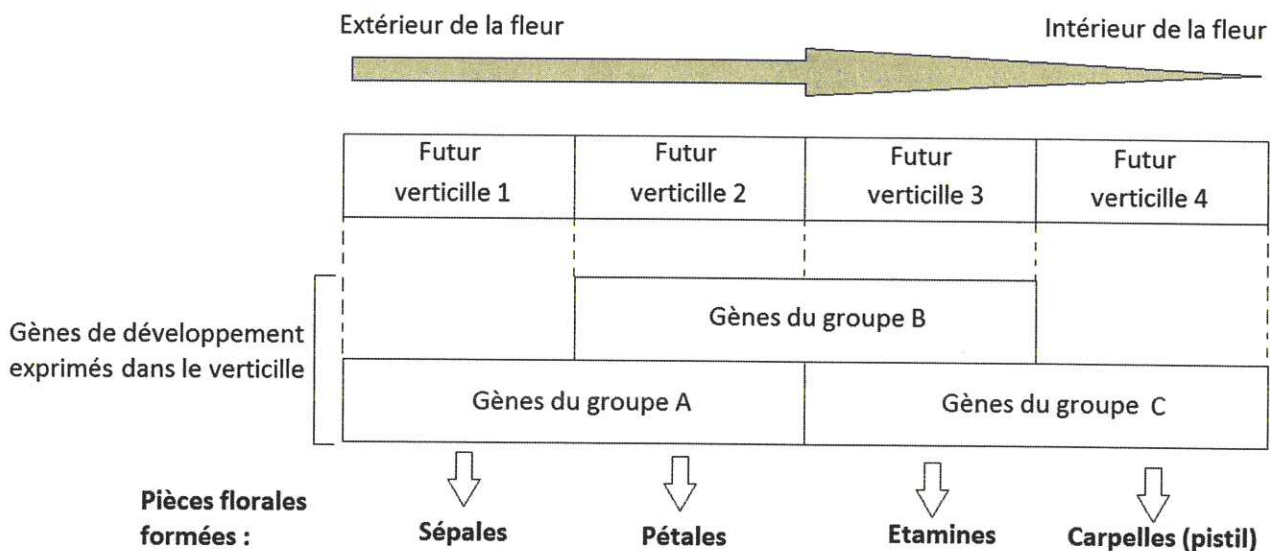 Extérieur de la fleur
Intérieur de la fleur
Futur
verticille 1
Futur
verticille 2
Futur
verticille 3
Futur
verticille 4
Gènes de développement
exprimés dans le verticille
Gènes du groupe B
Gènes du groupe A
Gènes du groupe C
Pièces florales
formées :
Sépales
Pétales
Etamines
Carpelles (pistil)